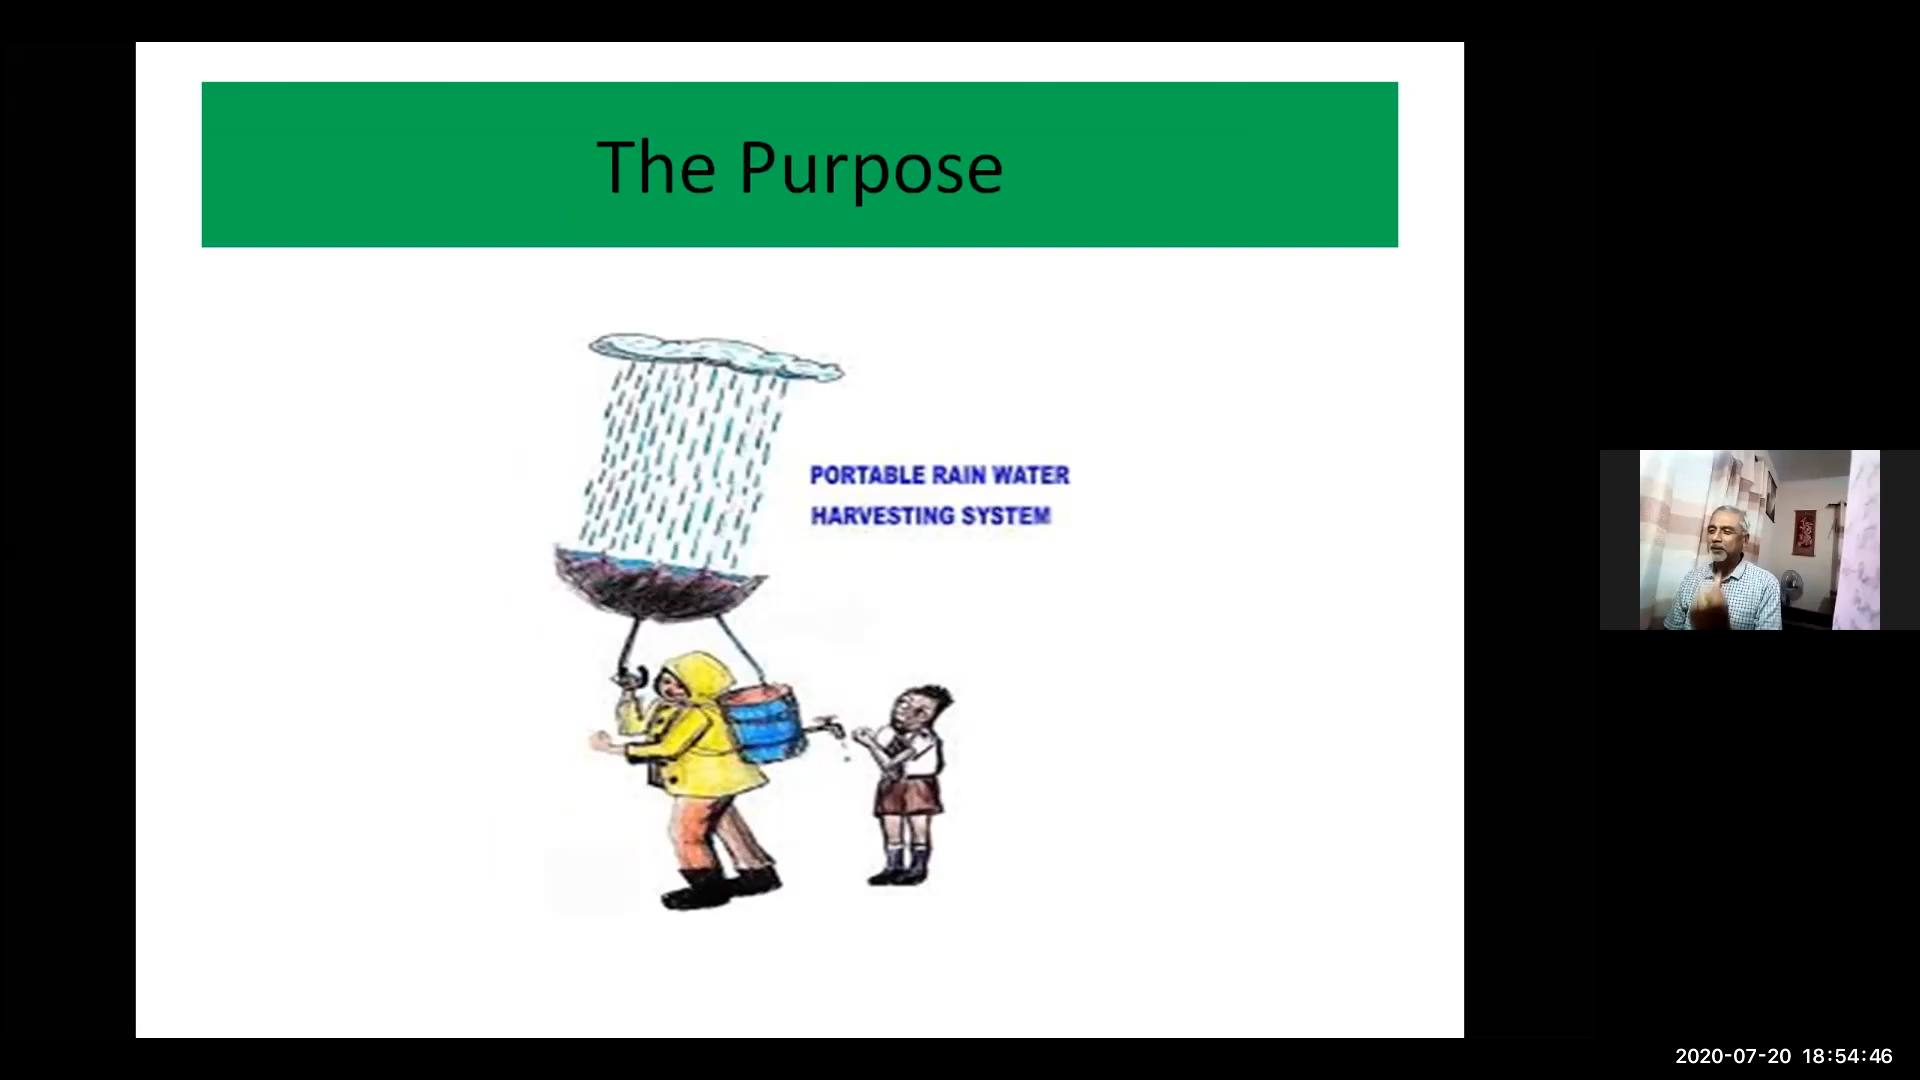 The Purpose
PORTABLE RAIN WATER
HARVESTING SYSTEM
2020-07-20 18:54:46